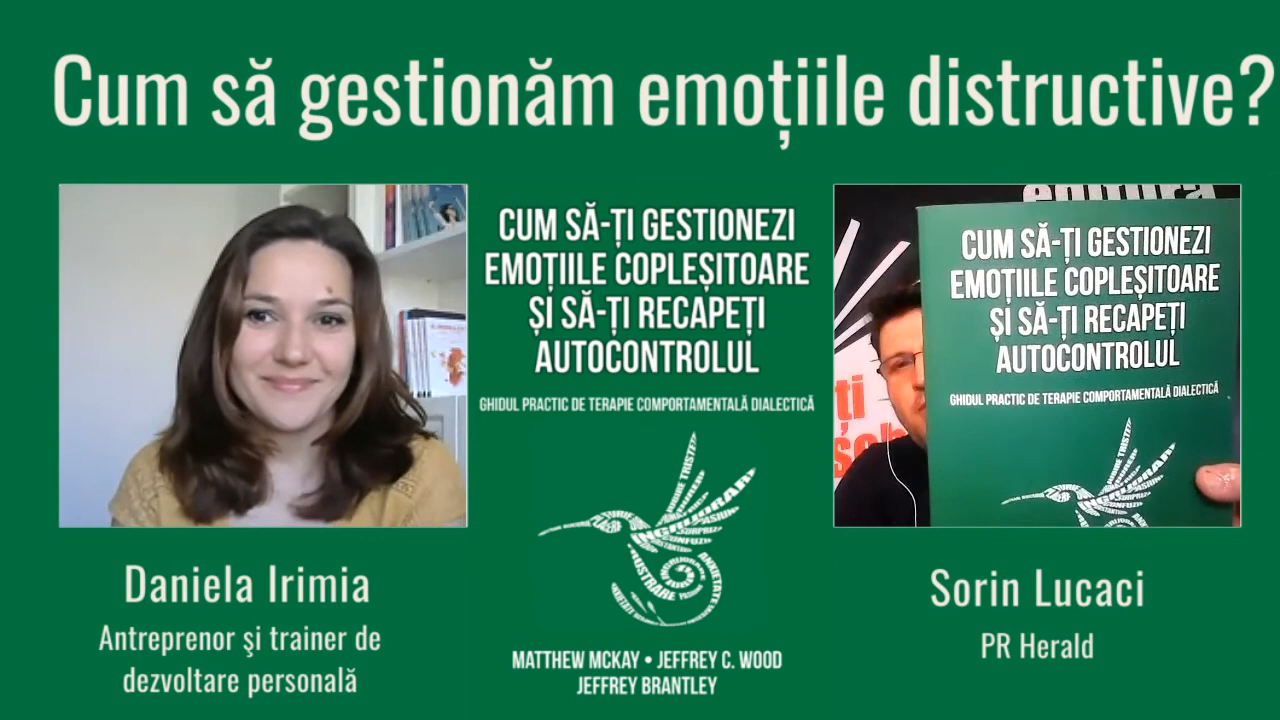 Cum să gestionăm emoțiile distructive?
CUM SĂ-ȚI GESTIONEZI
EMOȚIILE COPLEȘITOARE
ȘI SĂ-ȚI RECAPEȚI
AUTOCONTROLUL
GHIDUL PRACTIC DE TERAPIE COMPORTAMENTALĂ DIALECTICĂ
MATTHEW MCKAY • JEFFREY C. WOOD
JEFFREY BRANTLEY
editura
CUM SĂ-ȚI GESTIONEZI
EMOȚIILE COPLEȘITOARE
ȘI SĂ-ȚI RECAPEȚI
AUTOCONTROLUL
GHIDUL PRACTIC DE TERAPIE COMPORTAMENTALĂ DIALECTICĂ
Daniela Irimia
Antreprenor şi trainer de
dezvoltare personală
Sorin Lucaci
PR Herald